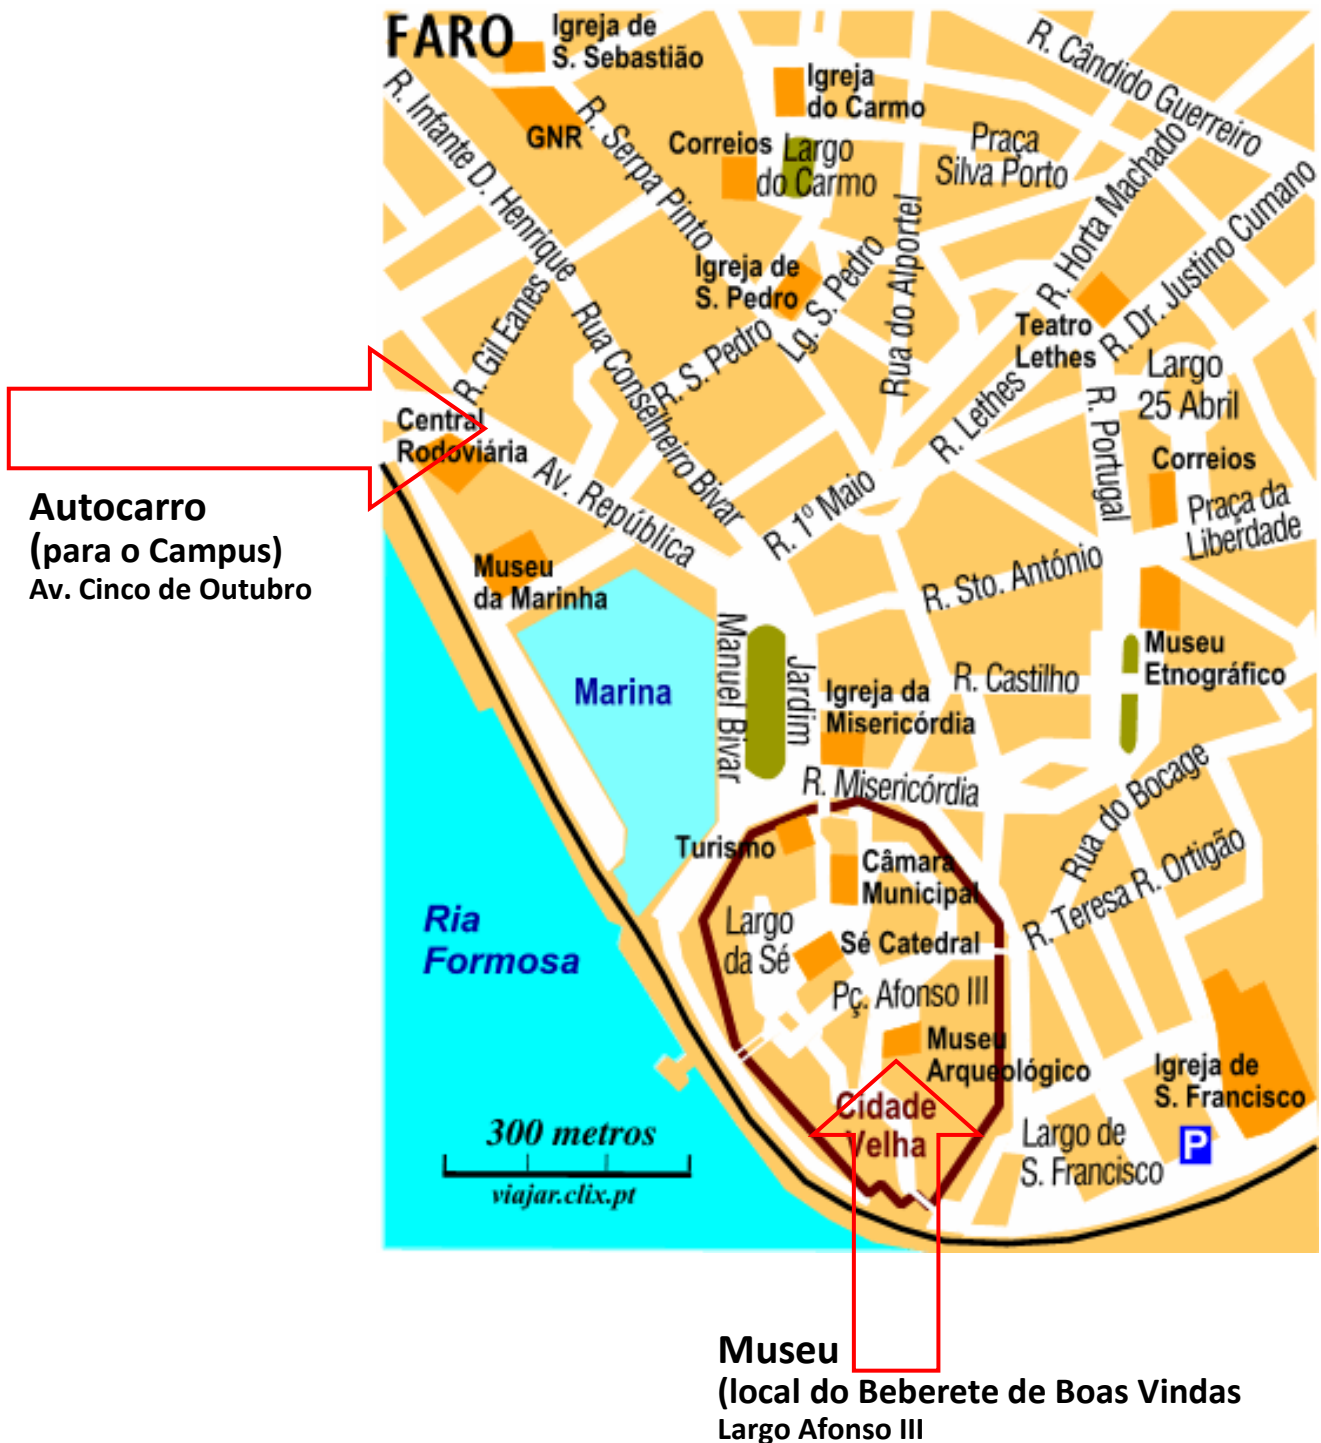 FARO
Igreja de
S. Sebastião
R. Cândido Guerreiro
R. Infante D. Henrique
GNR
R. Serpa Pinto
Igreja
do Carmo
Correios
Largo
do Carmo
Praça
Silva Porto
R. Horta Machado
R. Dr. Justino Cumano
Igreja de
S. Pedro
Lg. S. Pedro
Rua do Alportel
R. Gil Eanes
Rua Conselheiro Bivar
R. S. Pedro
Teatro
Lethes
R. Lethes
Largo
25 Abril
R. Portugal
Central
Rodoviária
Av. República
R. 1º Maio
Correios
Praça da
Liberdade
Autocarro
(para o Campus)
Av. Cinco de Outubro
Museu
da Marinha
R. Sto. António
Marina
Manuel Bivar
Jardim
Igreja da
Misericórdia
R. Castilho
Museu
Etnográfico
R. Misericórdia
Rua do Bocage
R. Teresa R. Ortigão
Turismo
Câmara
Municipal
Ria
Formosa
Largo
da Sé
Sé Catedral
Pç. Afonso III
Museu
Arqueológico
Igreja de
S. Francisco
Cidade
Velha
Largo de
S. Francisco
P
300 metros
viajar.clix.pt
Museu
(local do Beberete de Boas Vindas
Largo Afonso III